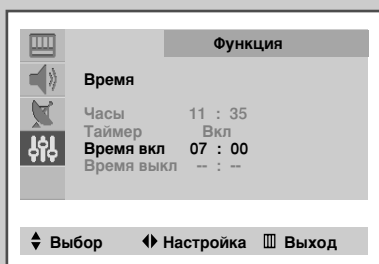 Функция
Время
Часы 11 : 35
Таймер Вкл
Время вкл 07 : 00
Время выкл -- : --
Выбор Настройка Выход